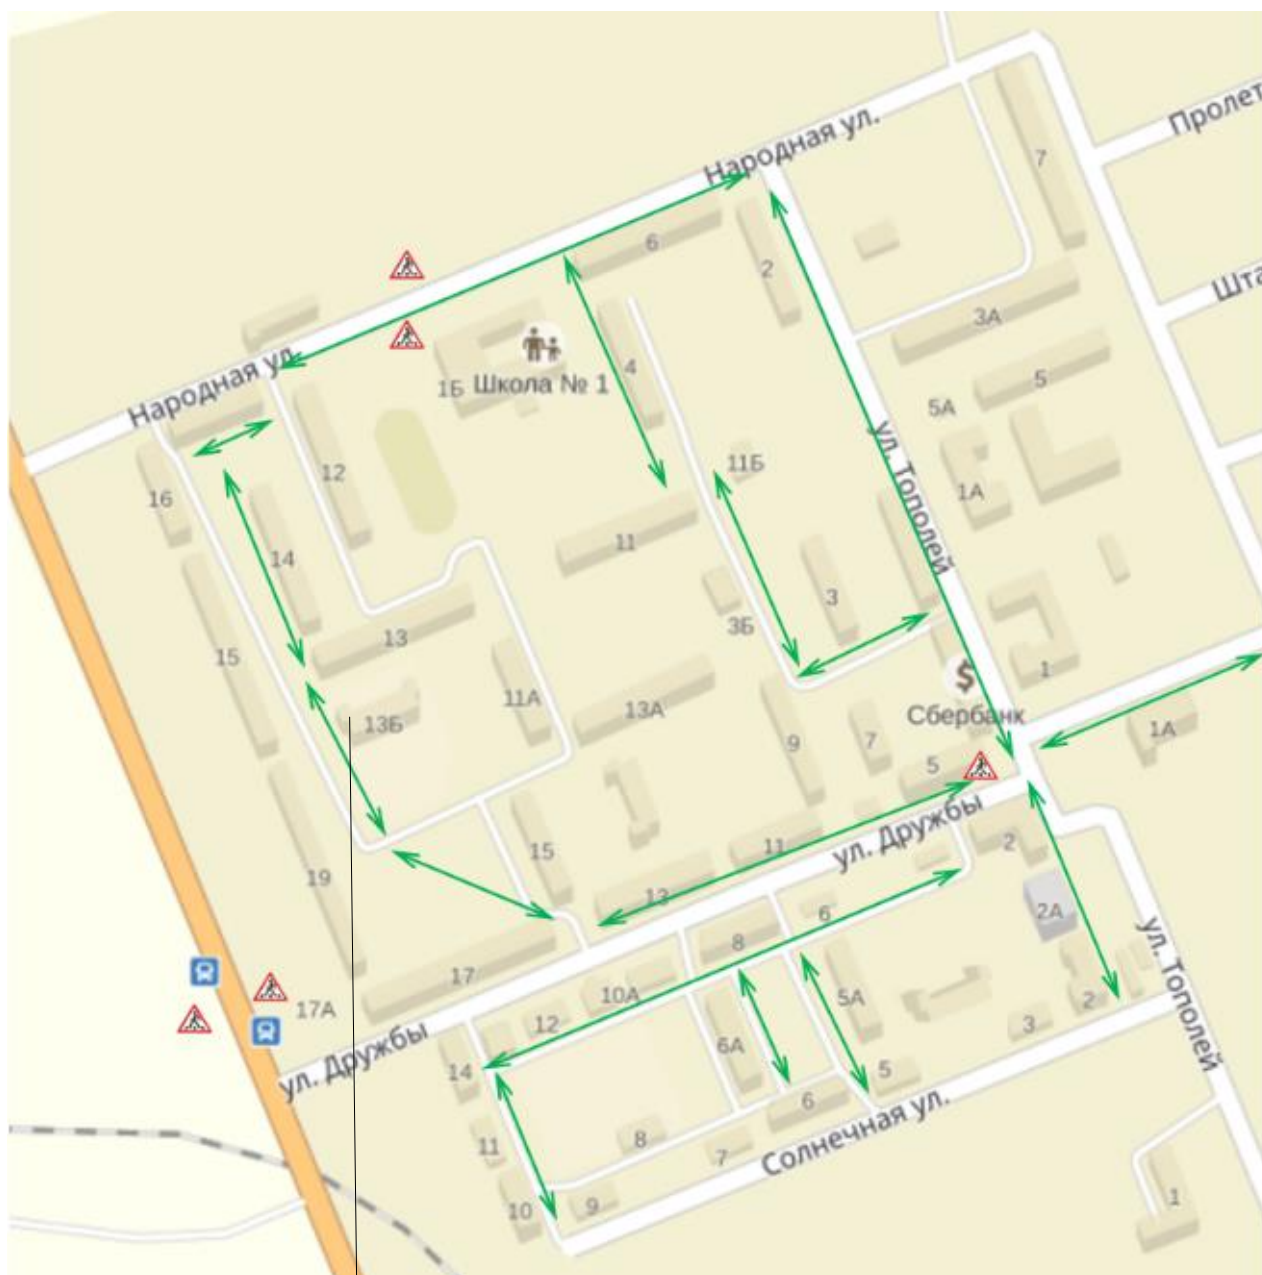 Народная ул.
Пролет
7
6
2
Шта
3А
4
5
1Б
Школа № 1
5А
Народная ул.
ул. Тополей
11Б
12
16
1А
11
14
3
3Б
13
15
1
11А
13А
13Б
Сбербанк
1А
9
7
5
ул. Дружбы
11
2
15
19
13
6
2А
8
ул. Тополей
17
10А
5А
2
17А
12
3
6А
ул. Дружбы
14
5
6
Солнечная ул.
11
8
7
10
9
1